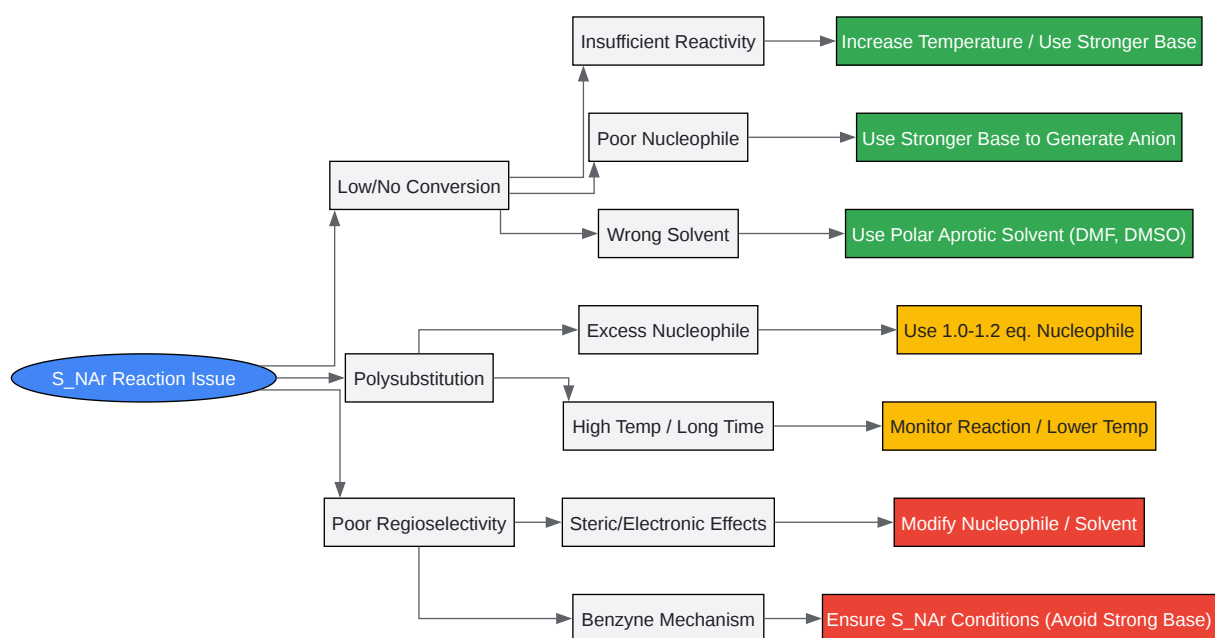 Insufficient Reactivity
Increase Temperature / Use Stronger Base
Poor Nucleophile
Use Stronger Base to Generate Anion
Low/No Conversion
Wrong Solvent
Use Polar Aprotic Solvent (DMF, DMSO)
Excess Nucleophile
Use 1.0-1.2 eq. Nucleophile
S_NAr Reaction Issue
Polysubstitution
High Temp / Long Time
Monitor Reaction / Lower Temp
Poor Regioselectivity
Steric/Electronic Effects
Modify Nucleophile / Solvent
Benzyne Mechanism
Ensure S_NAr Conditions (Avoid Strong Base)